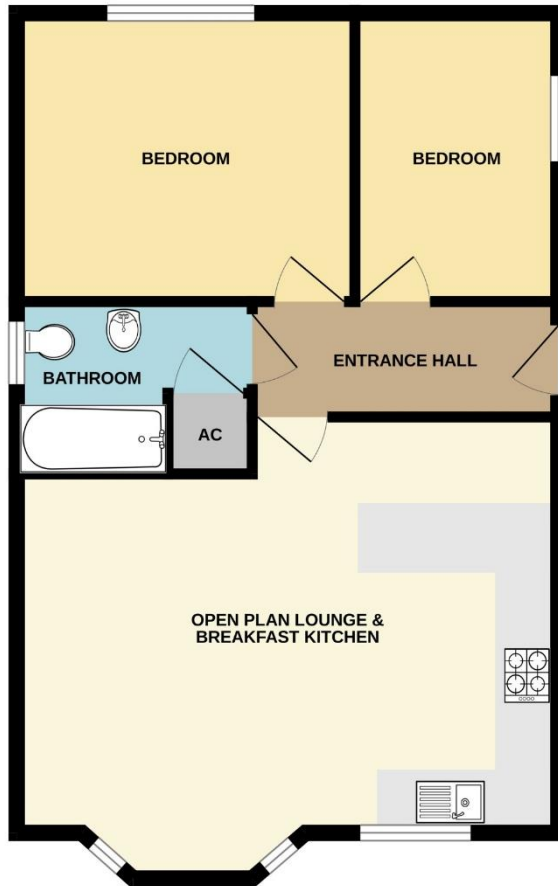 BEDROOM
BEDROOM
BATHROOM
ENTRANCE HALL
AC
OPEN PLAN LOUNGE &
BREAKFAST KITCHEN